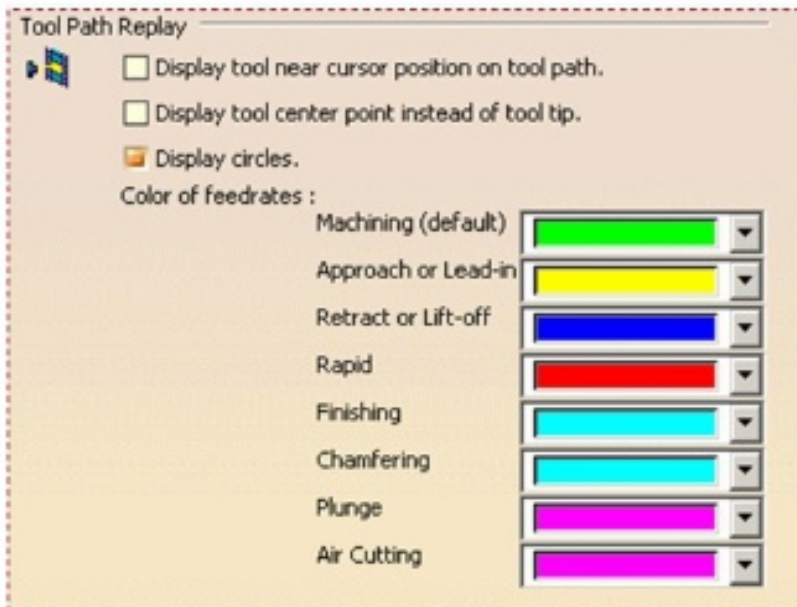 Tool Path Replay
Display tool near cursor position on tool path.
Display tool center point instead of tool tip.
Display circles.
Color of feedrates :
Machining (default)
Approach or Lead-in
Retract or Lift-off
Rapid
Finishing
Chamfering
Plunge
Air Cutting